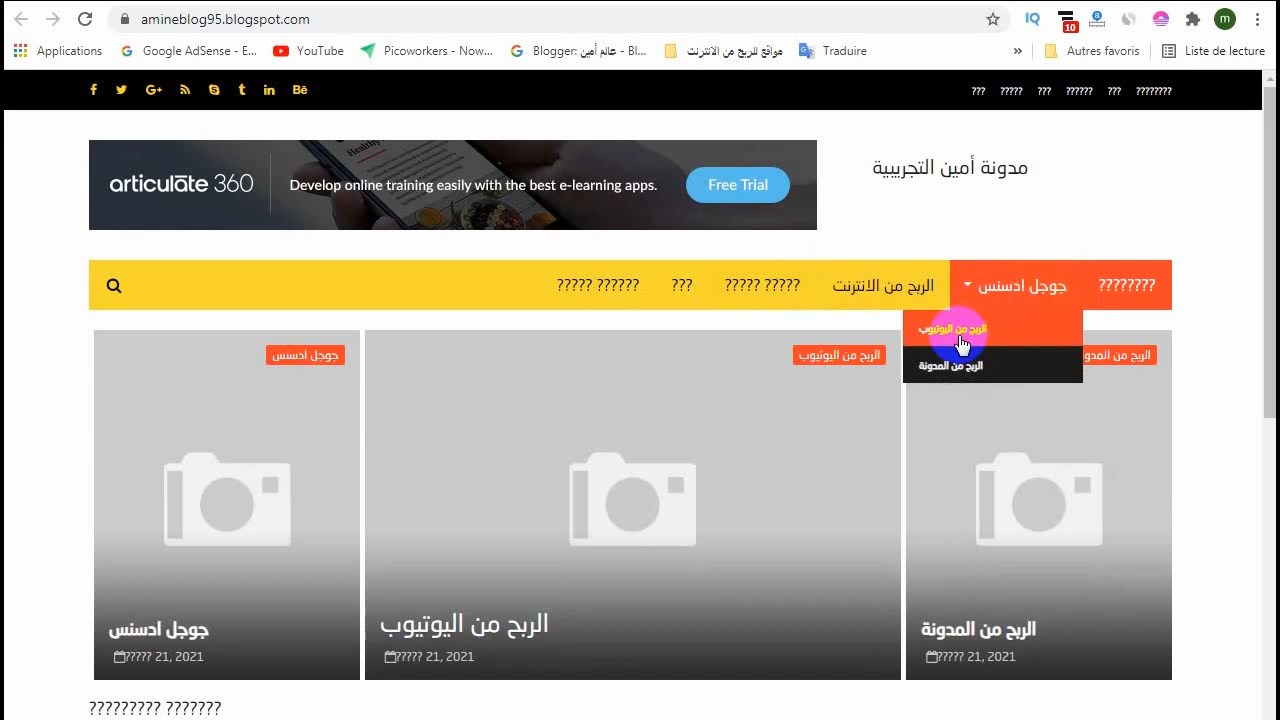 amineblog95.blogspot.com
IQ
10
a
m
Applications
Google AdSense - E...
YouTube
Picoworkers - Now...
Blogger: عالم أمين - Bl...
مواقع للربح من الانترنت
Traduire
»
Autres favoris
Liste de lecture
G+ Bē
??? ????? ??? ?????? ??? ????????
articulate 360
Develop online training easily with the best e-learning apps.
Free Trial
مدونة أمين التجريبية
????????
جوجل ادسنس
الربح من الانترنت
????? ?????
???
?????? ?????
الربح من اليوتيوب
الربح من المدونة
الربح من المدونة
الربح من اليوتيوب
جوجل ادسنس
الربح من المدونة
????? 21, 2021
الربح من اليوتيوب
????? 21, 2021
جوجل ادسنس
????? 21, 2021
????????? ???????